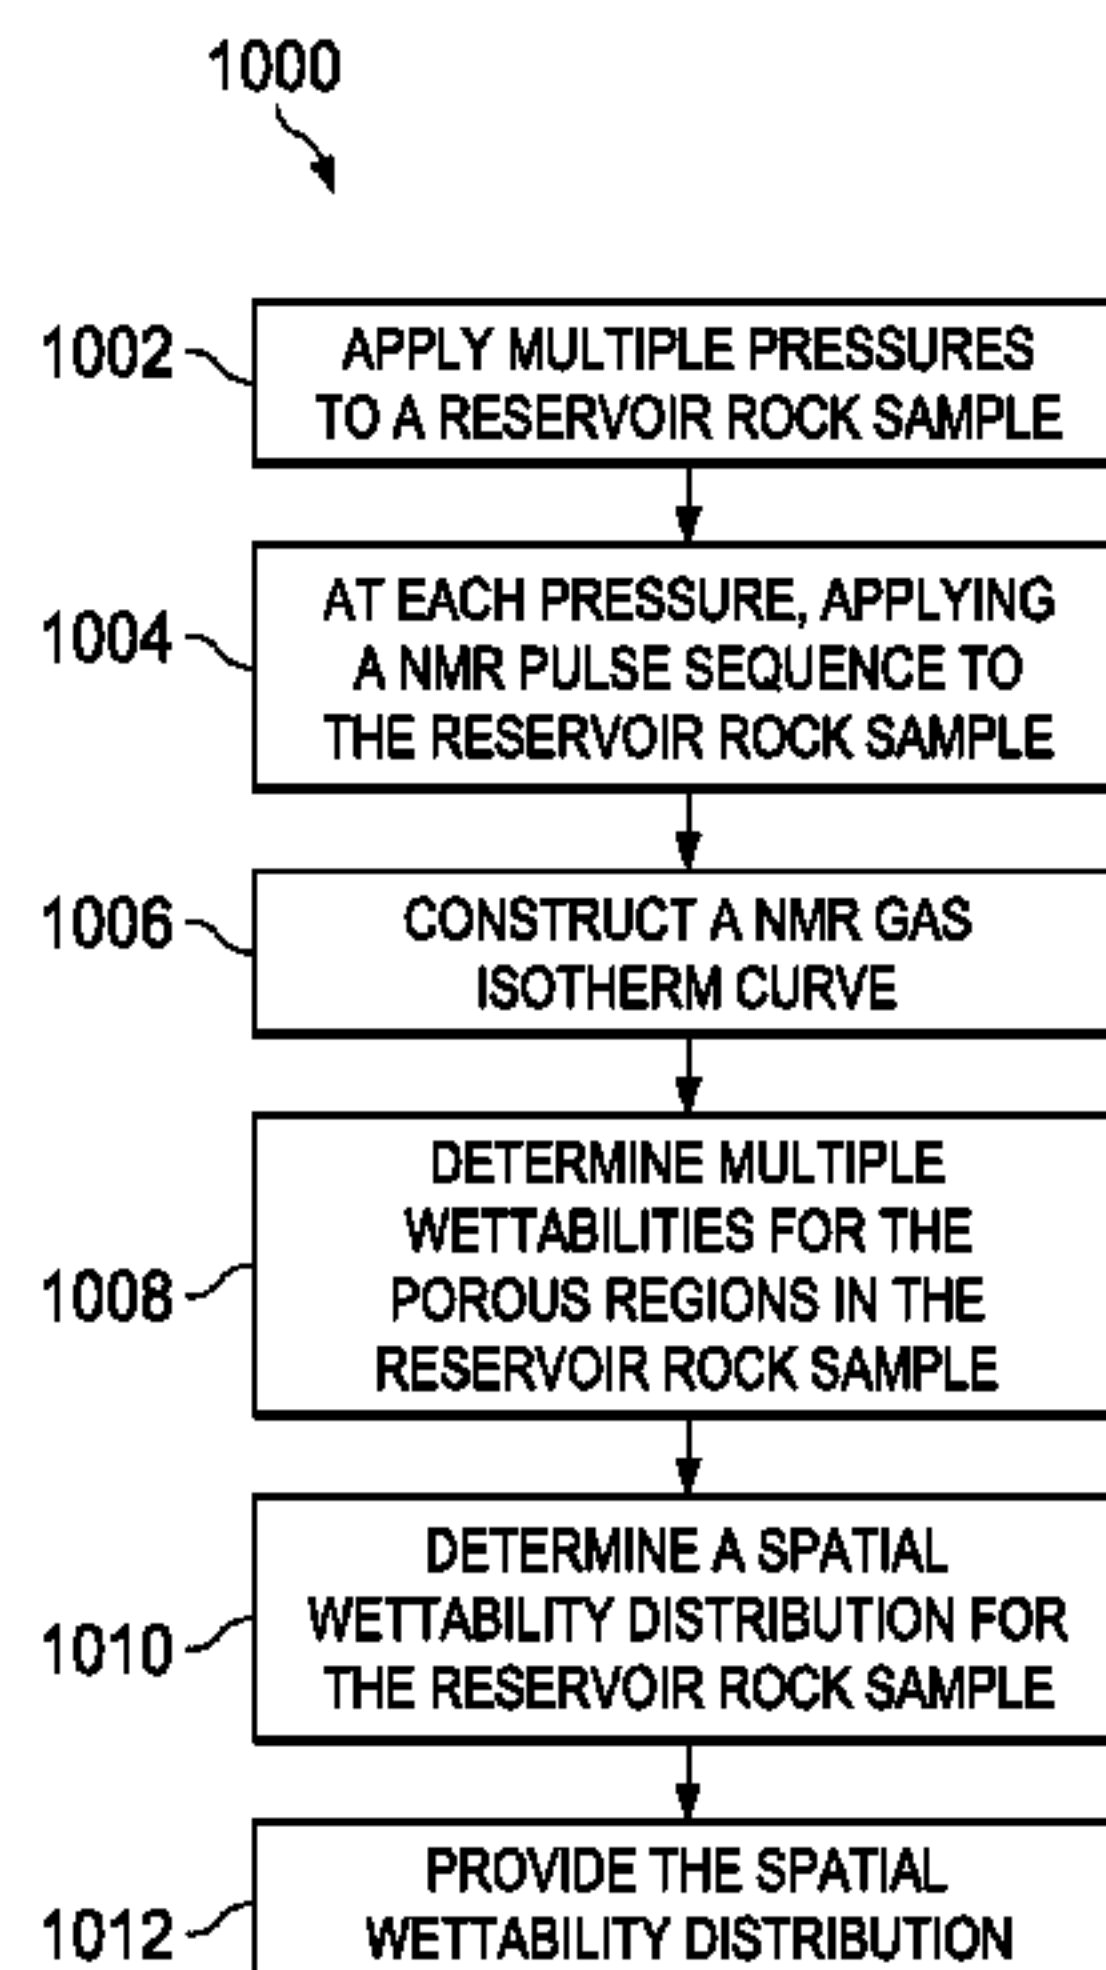 1000
1002
APPLY MULTIPLE PRESSURES
TO A RESERVOIR ROCK SAMPLE
1004
AT EACH PRESSURE, APPLYING
A NMR PULSE SEQUENCE TO
THE RESERVOIR ROCK SAMPLE
1006
CONSTRUCT A NMR GAS
ISOTHERM CURVE
1008
DETERMINE MULTIPLE
WETTABILITIES FOR THE
POROUS REGIONS IN THE
RESERVOIR ROCK SAMPLE
1010
DETERMINE A SPATIAL
WETTABILITY DISTRIBUTION FOR
THE RESERVOIR ROCK SAMPLE
1012
PROVIDE THE SPATIAL
WETTABILITY DISTRIBUTION